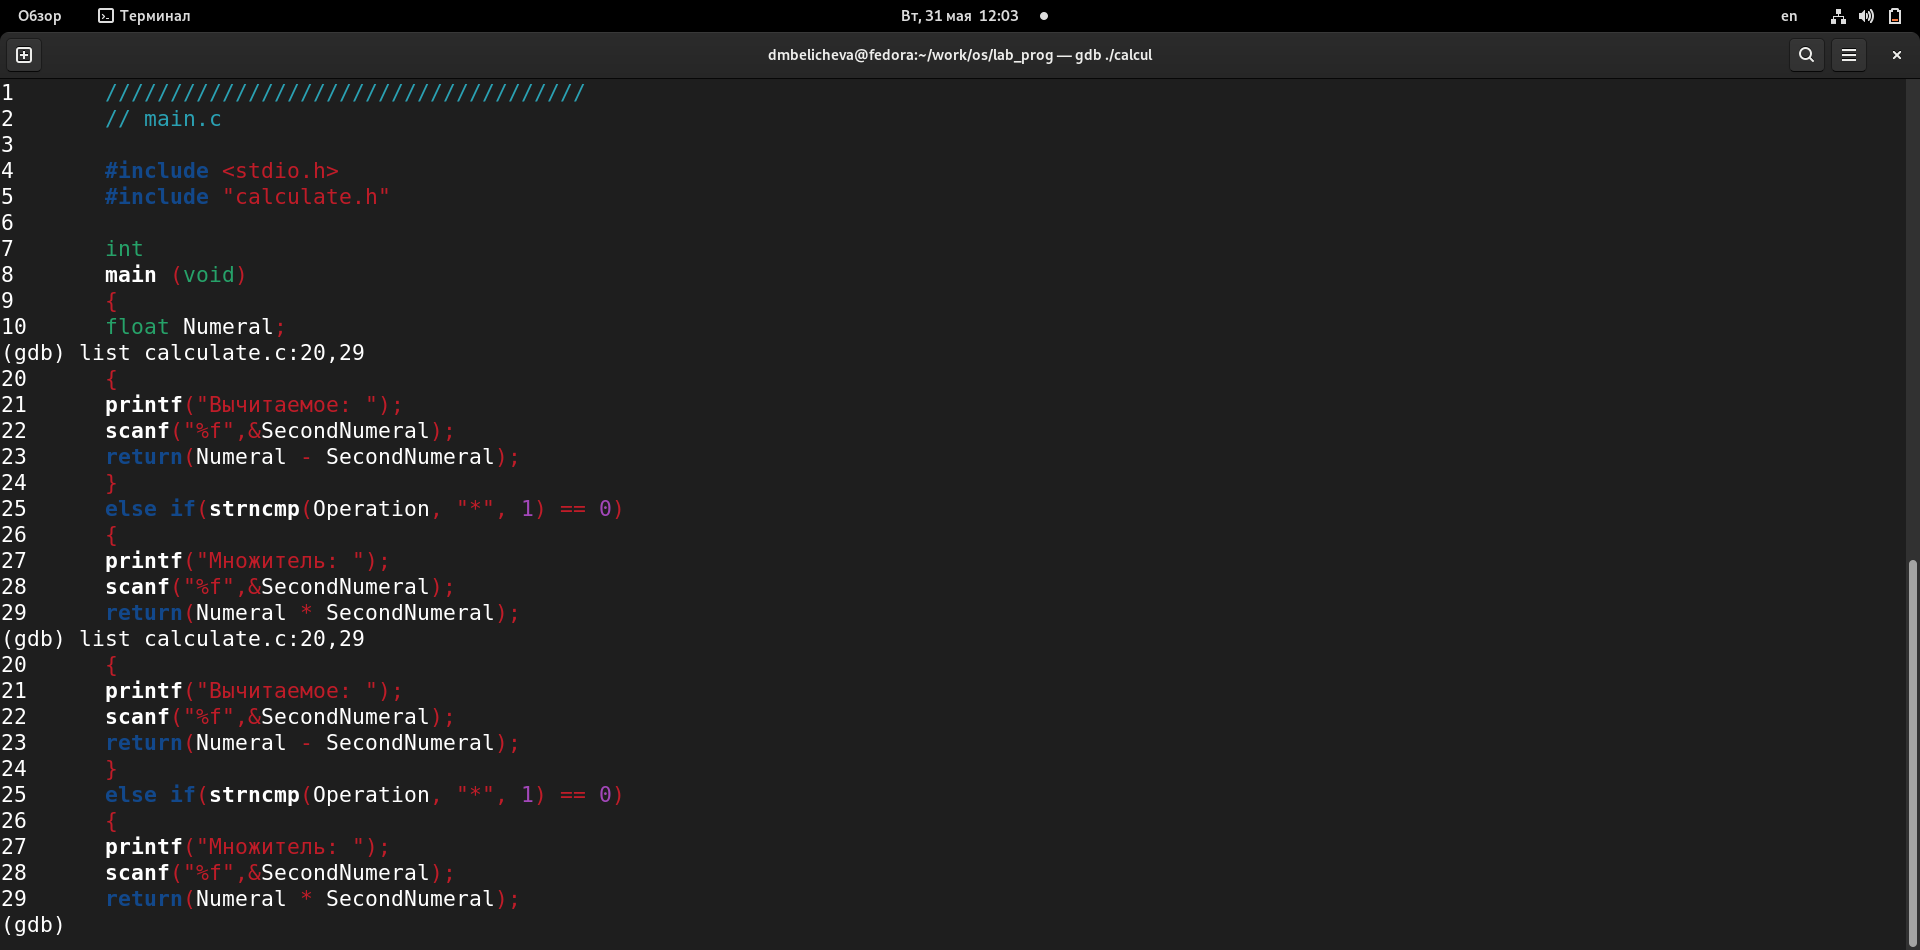 Обзор Терминал Вт, 31 мая 12:03 en
dmbelicheva@fedora:~/work/os/lab_prog — gdb ./calcul
1 /////////////////////////////////////
2 // main.c
3
4 #include <stdio.h>
5 #include "calculate.h"
6
7 int
8 main (void)
9 {
10 float Numeral;
(gdb) list calculate.c:20,29
20 {
21 printf("Вычитаемое: ");
22 scanf("%f",&SecondNumeral);
23 return(Numeral - SecondNumeral);
24 }
25 else if(strncmp(Operation, "*", 1) == 0)
26 {
27 printf("Множитель: ");
28 scanf("%f",&SecondNumeral);
29 return(Numeral * SecondNumeral);
(gdb) list calculate.c:20,29
20 {
21 printf("Вычитаемое: ");
22 scanf("%f",&SecondNumeral);
23 return(Numeral - SecondNumeral);
24 }
25 else if(strncmp(Operation, "*", 1) == 0)
26 {
27 printf("Множитель: ");
28 scanf("%f",&SecondNumeral);
29 return(Numeral * SecondNumeral);
(gdb)